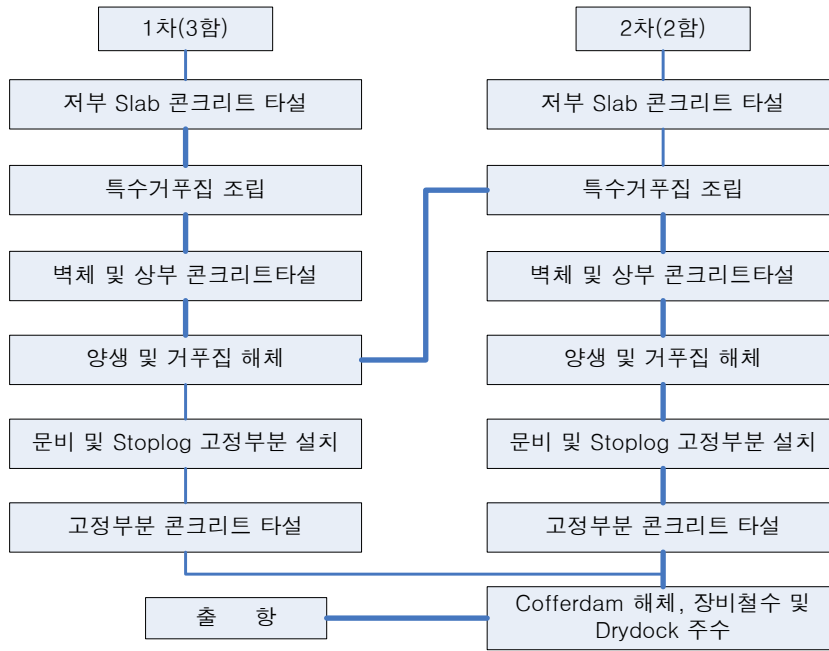 1차(3함)
저부 Slab 콘크리트 타설
특수거푸집 조립
벽체 및 상부 콘크리트타설
양생 및 거푸집 해체
문비 및 Stoplog 고정부분 설치
고정부분 콘크리트 타설
2차(2함)
저부 Slab 콘크리트 타설
특수거푸집 조립
벽체 및 상부 콘크리트타설
양생 및 거푸집 해체
문비 및 Stoplog 고정부분 설치
고정부분 콘크리트 타설
Cofferdam 해체, 장비철수 및
Drydock 주수
출 항